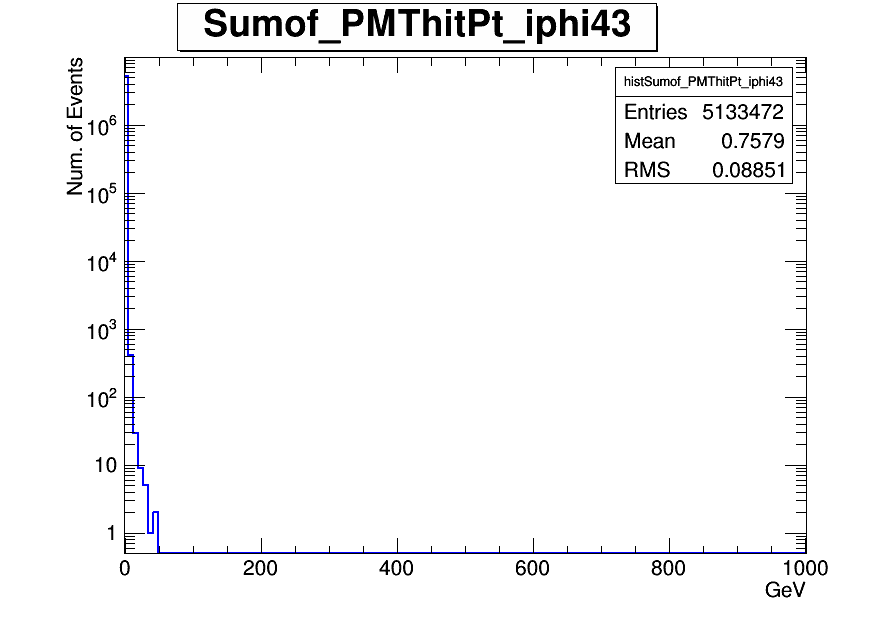 Sumof_PMThitPt_iphi43
Num. of Events
histSumof_PMThitPt_iphi43
Entries 5133472
Mean 0.7579
RMS 0.08851
10^6
10^5
10^4
10^3
10^2
10
1
0 200 400 600 800 1000
GeV